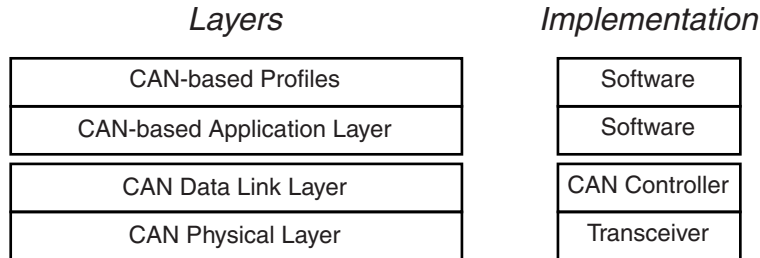 Layers Implementation
CAN-based Profiles Software
CAN-based Application Layer Software
CAN Data Link Layer CAN Controller
CAN Physical Layer Transceiver